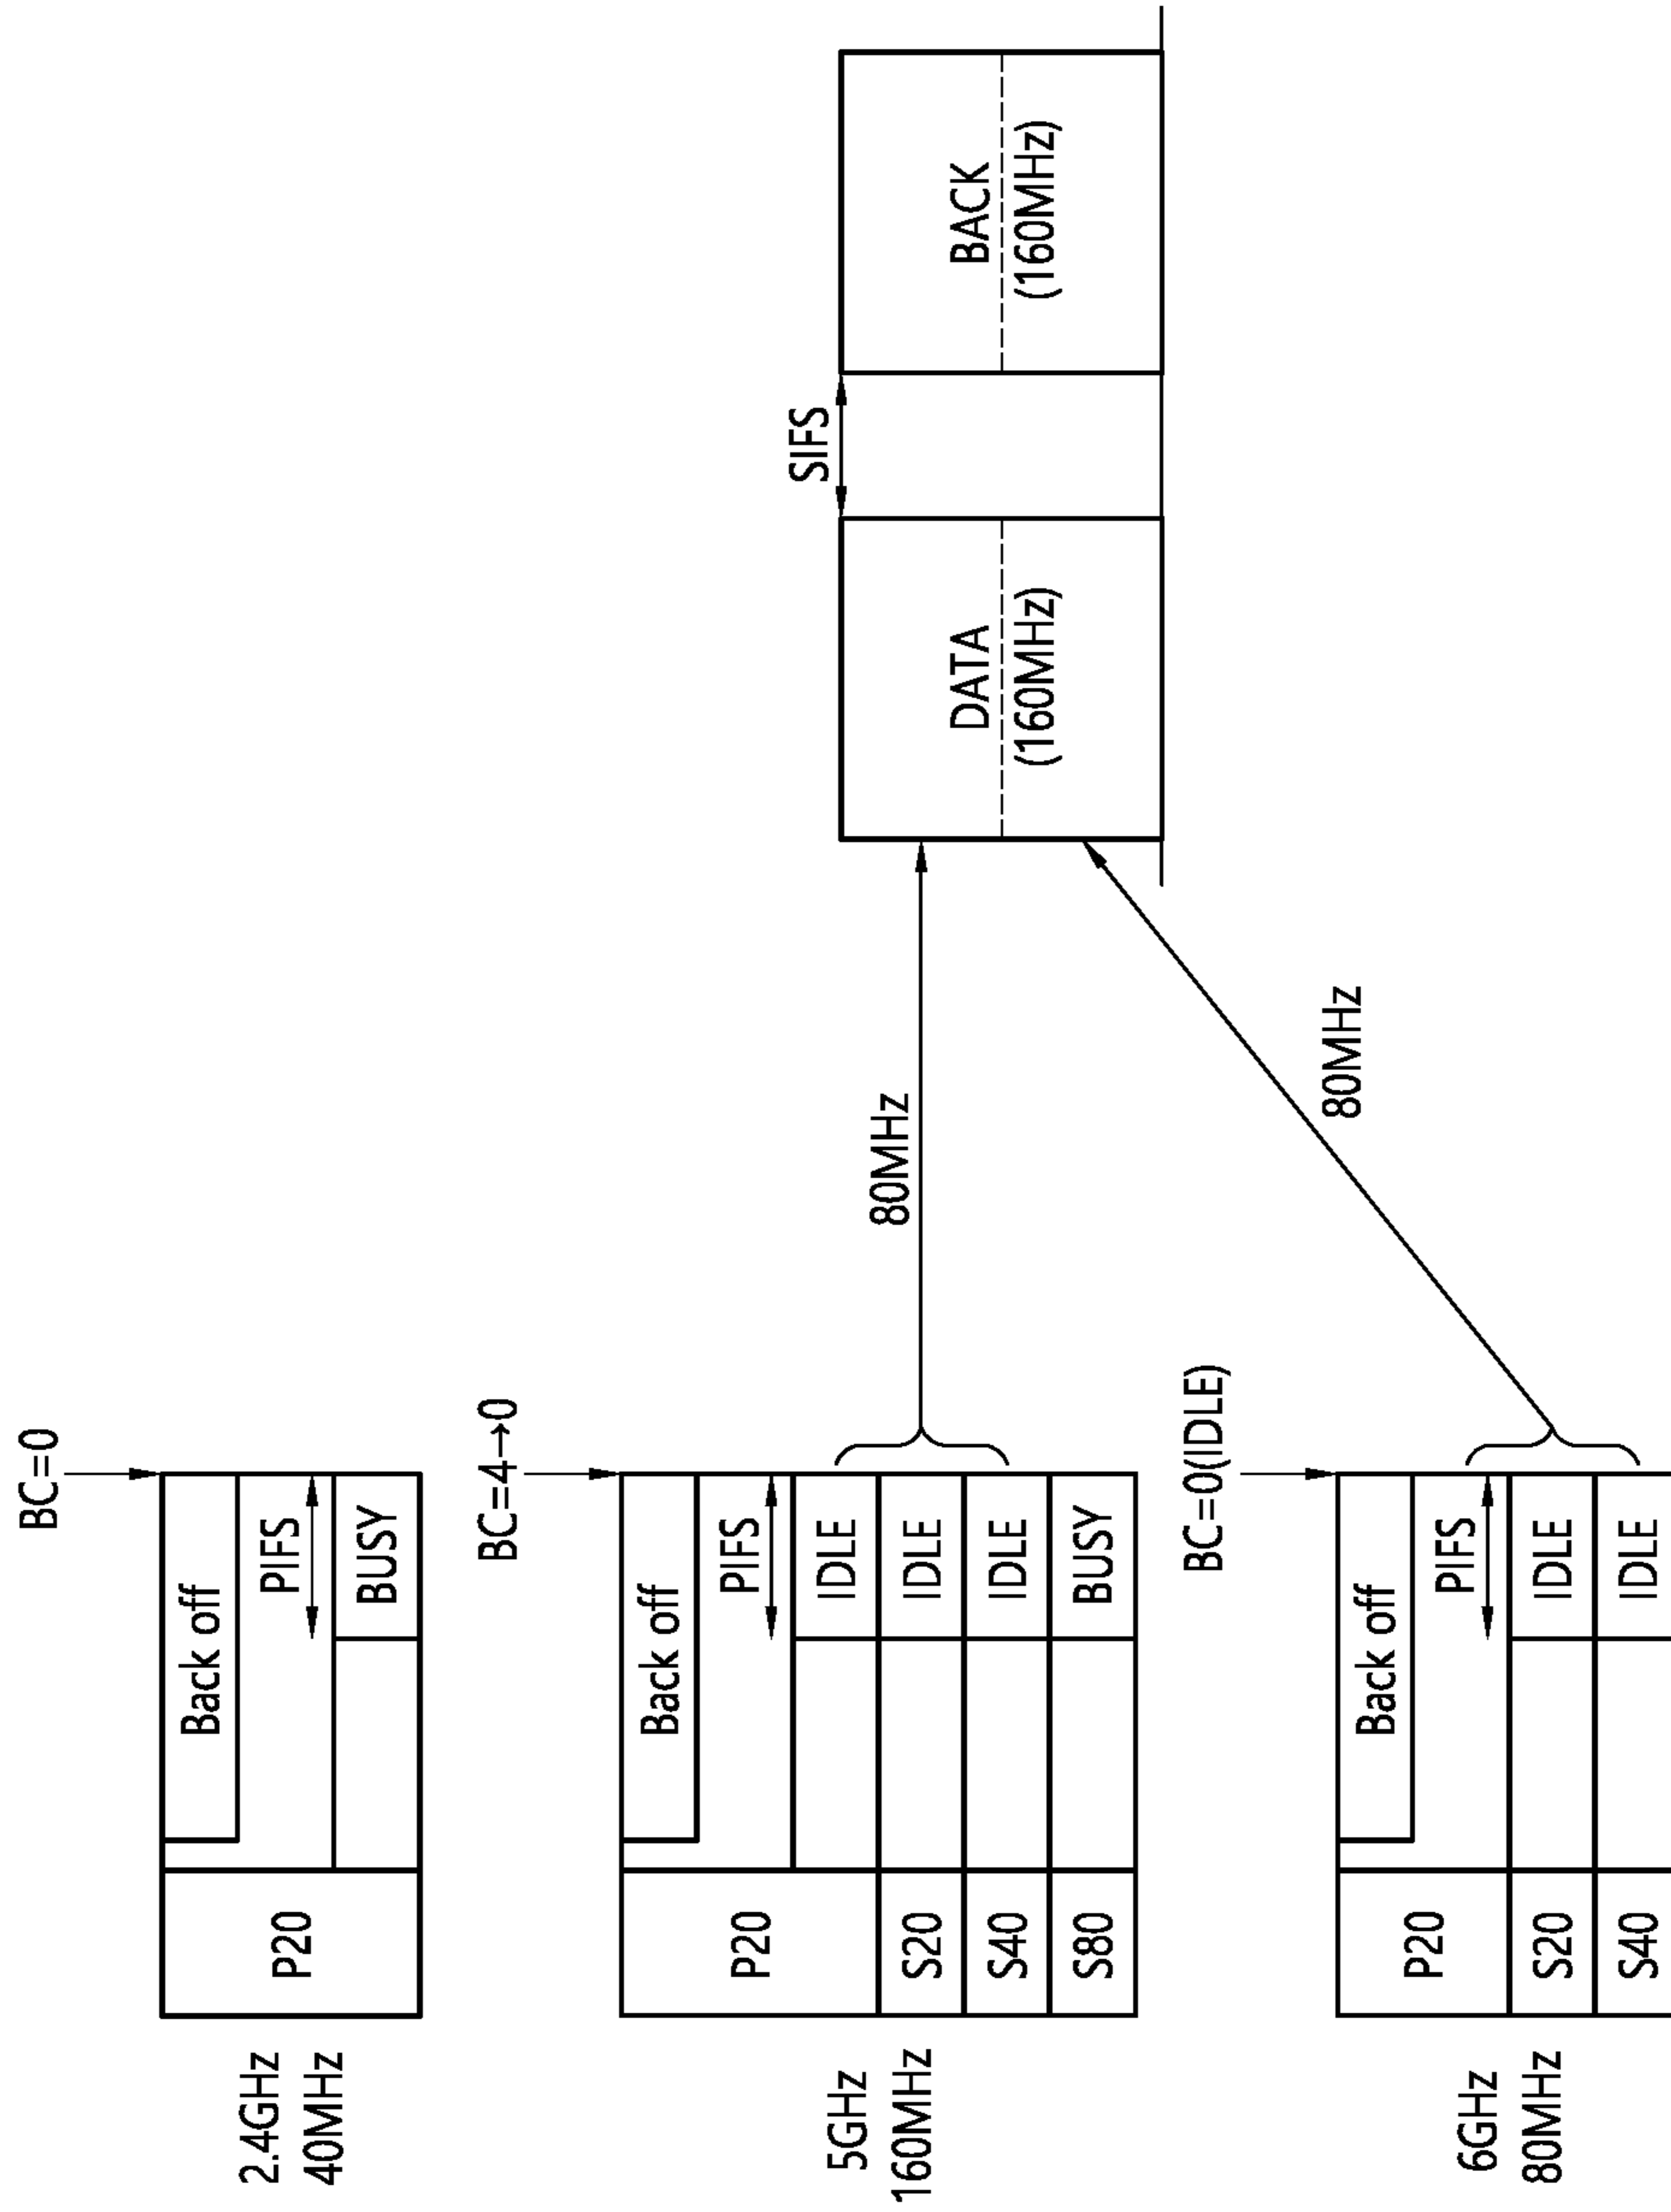 BC=0
2.4GHz
40MHz
P20
Back off
PIFS
BUSY
BC=4→0
5GHz
160MHz
P20
Back off
PIFS
IDLE
S20
IDLE
S40
IDLE
S80
BUSY
80MHz
SIFS
DATA
(160MHz)
BACK
(160MHz)
BC=0(IDLE)
6GHz
80MHz
P20
Back off
PIFS
S20
IDLE
S40
IDLE
80MHz